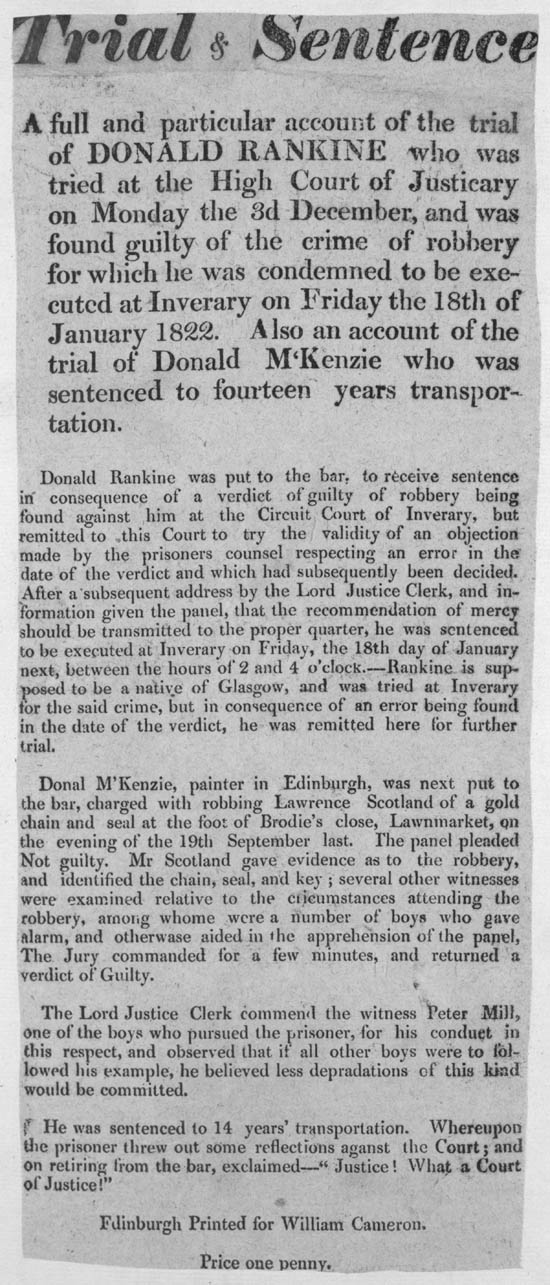 Trial & Sentence
A full and particular account of the trial
of DONALD RANKINE who was
tried at the High Court of Justicary
on Monday the 3d December, and was
found guilty of the crime of robbery
for which he was condemned to be exe-
cuted at Inverary on Friday the 18th of
January 1822. Also an account of the
trial of Donald M'Kenzie who was
sentenced to fourteen years transpor-
tation.
Donald Rankine was put to the bar, to receive sentence
in consequence of a verdict of guilty of robbery being
found against him at the Circuit Court of Inverary, but
remitted to this Court to try the validity of an objection
made by the prisoners counsel respecting an error in the
date of the verdict and which had subsequently been decided.
After a subsequent address by the Lord Justice Clerk, and in-
formation given the panel, that the recommendation of mercy
should be transmitted to the proper quarter, he was sentenced
to be executed at Inverary on Friday, the 18th day of January
next, between the hours of 2 and 4 o'clock.—Rankine is sup-
posed to be a native of Glasgow, and was tried at Inverary
for the said crime, but in consequence of an error being found
in the date of the verdict, he was remitted here for further
trial.
Donal M'Kenzie, painter in Edinburgh, was next put to
the bar, charged with robbing Lawrence Scotland of a gold
chain and seal at the foot of Brodie's close, Lawnmarket, on
the evening of the 19th September last. The panel pleaded
Not guilty. Mr Scotland gave evidence as to the robbery,
and identified the chain, seal, and key ; several other witnesses
were examined relative to the circumstances attending the
robbery, among whome were a number of boys who gave
alarm, and otherwase aided in the apprehension of the panel,
The Jury commanded for a few minutes, and returned a
verdict of Guilty.
The Lord Justice Clerk commend the witness Peter Mill,
one of the boys who pursued the prisoner, for his conduct in
this respect, and observed that if all other boys were to fol-
lowed his example, he believed less depradations of this kind
would be committed.
He was sentenced to 14 years' transportation. Whereupon
the prisoner threw out some reflections aganst the Court ; and
on retiring from the bar, exclaimed—" Justice! What a Court
of Justice!"
Fdinburgh Printed for William Cameron.
Price one penny.